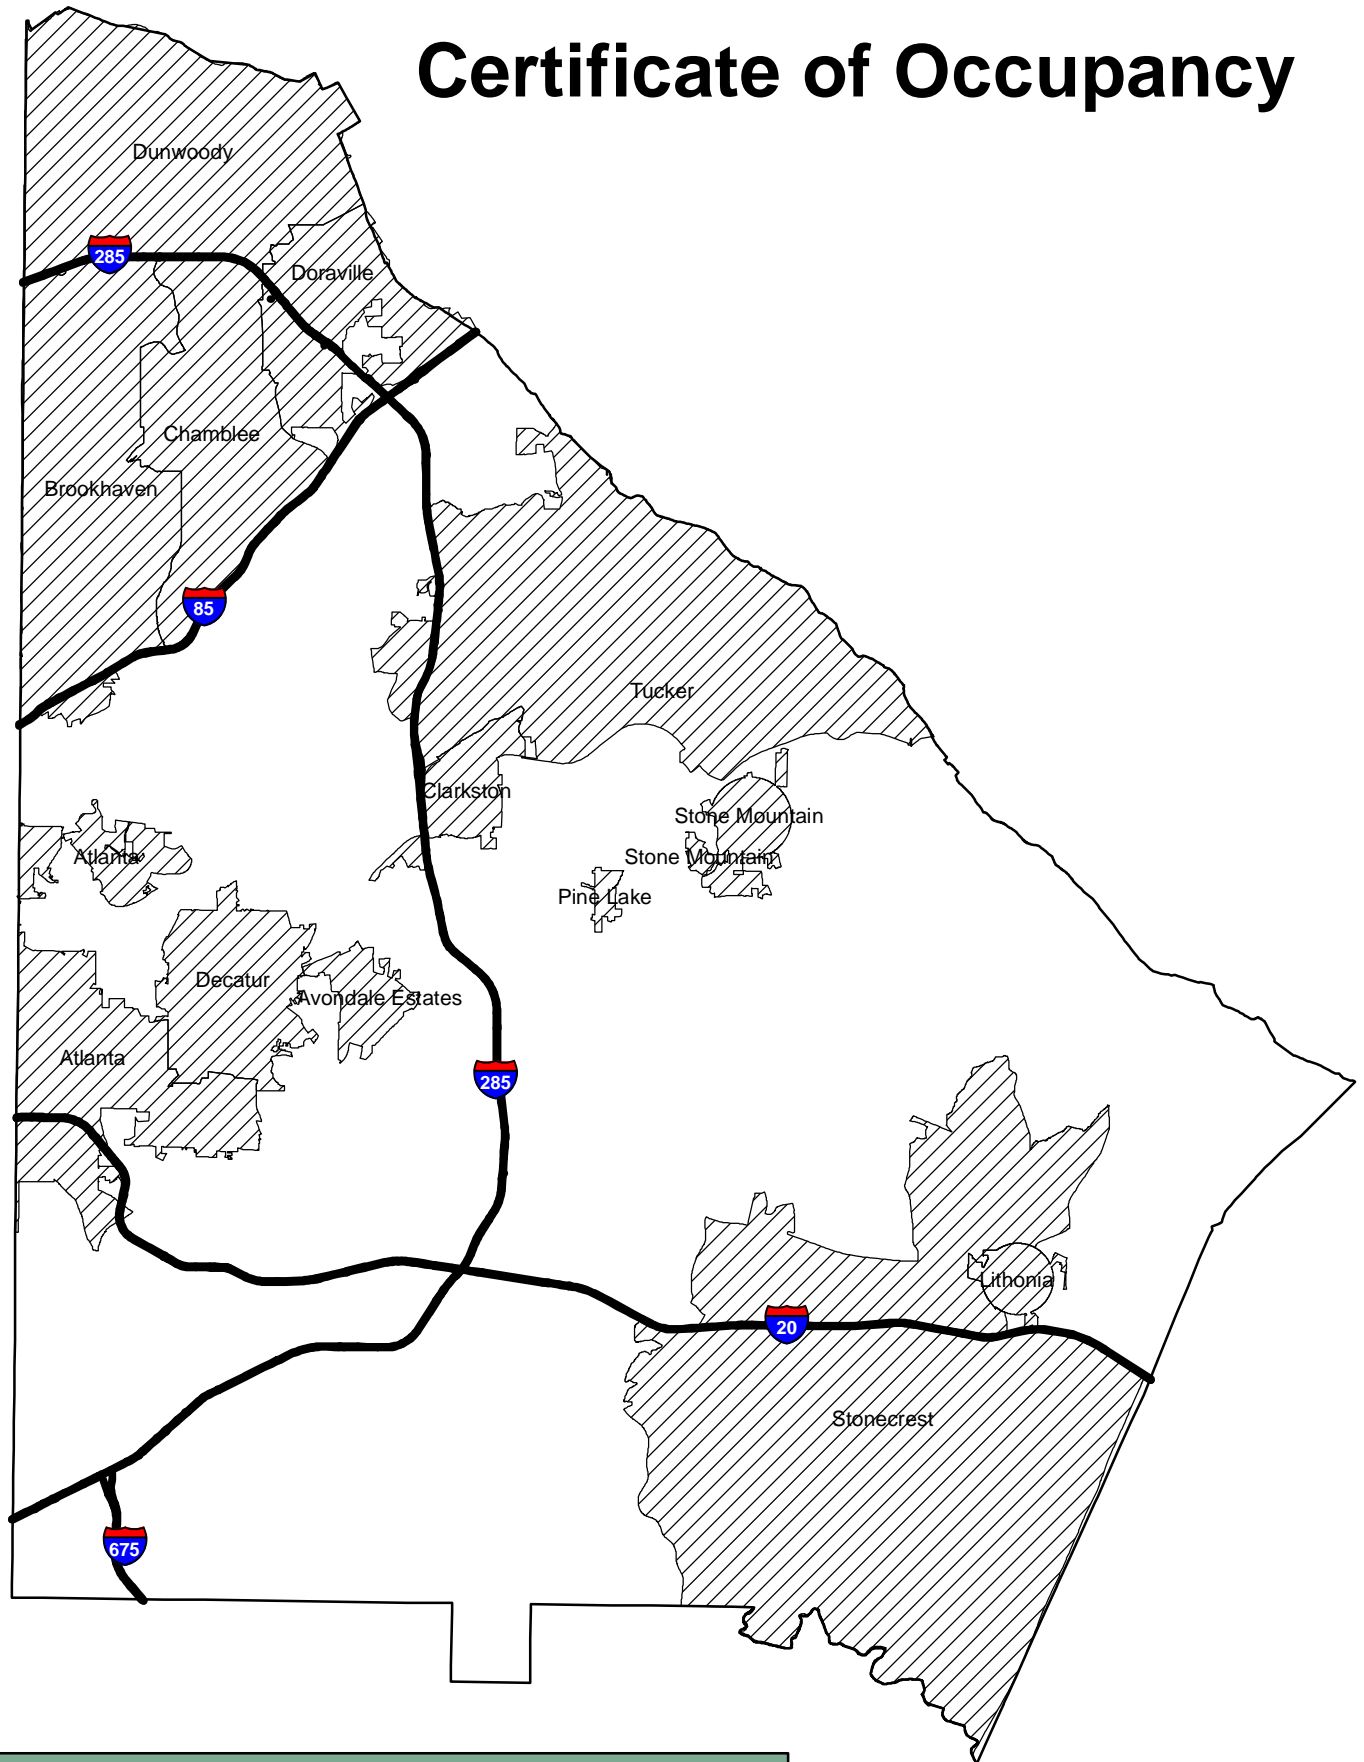 Certificate of Occupancy
Dunwoody
285
Doraville
Chamblee
Brookhaven
85
Tucker
Clarkston
Stone Mountain
Atlanta
Stone Mountain
Pine Lake
Decatur
Avondale Estates
Atlanta
285
Lithonia
20
Stonecrest
675